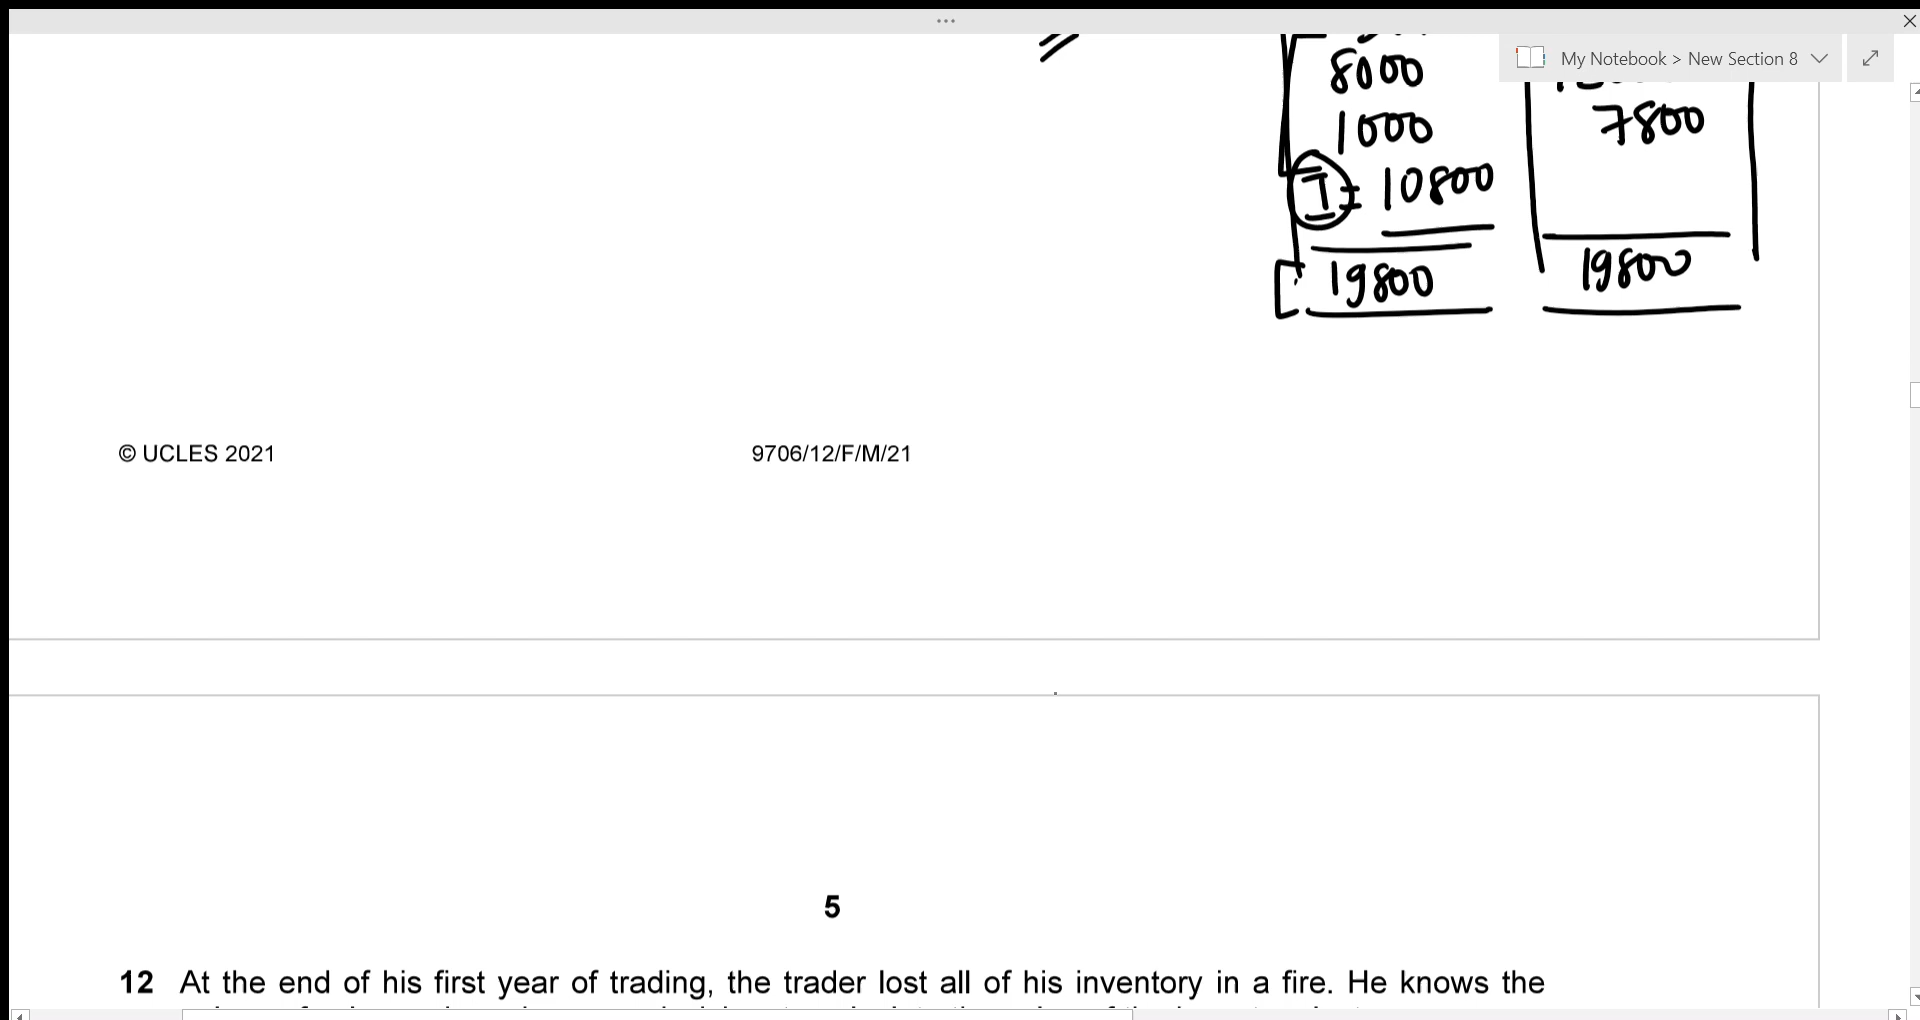 ...
My Notebook > New Section 8
8000
1000
7800
I = 10800
19800
19800
© UCLES 2021
9706/12/F/M/21
5
12 At the end of his first year of trading, the trader lost all of his inventory in a fire. He knows the